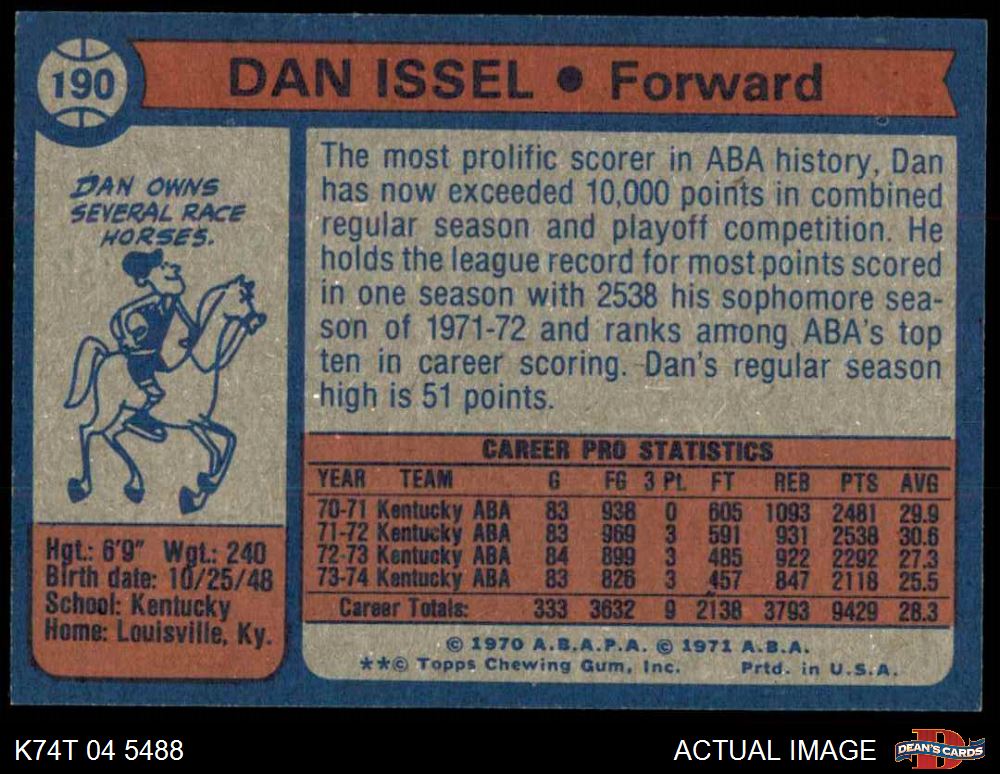 190
DAN ISSEL • Forward
DAN OWNS
SEVERAL RACE
HORSES.
The most prolific scorer in ABA history, Dan
has now exceeded 10,000 points in combined
regular season and playoff competition. He
holds the league record for most points scored
in one season with 2538 his sophomore sea-
son of 1971-72 and ranks among ABA's top
ten in career scoring. Dan's regular season
high is 51 points.
Hgt.: 6'9" Wgt.: 240
Birth date: 10/25/48
School: Kentucky
Home: Louisville, Ky.
CAREER PRO STATISTICS
YEAR TEAM G FG 3 Pt. FT REB PTS AVG
70-71 Kentucky ABA 83 938 0 605 1093 2481 29.9
71-72 Kentucky ABA 83 969 3 591 931 2538 30.6
72-73 Kentucky ABA 84 899 3 485 922 2292 27.3
73-74 Kentucky ABA 83 826 3 457 847 2118 25.5
Career Totals: 333 3632 9 2138 3793 9429 28.3
© 1970 A.B.A.P.A. © 1971 A.B.A.
**© Topps Chewing Gum, Inc. Prtd. in U.S.A.
K74T 04 5488
ACTUAL IMAGE
D
DEAN'S CARDS